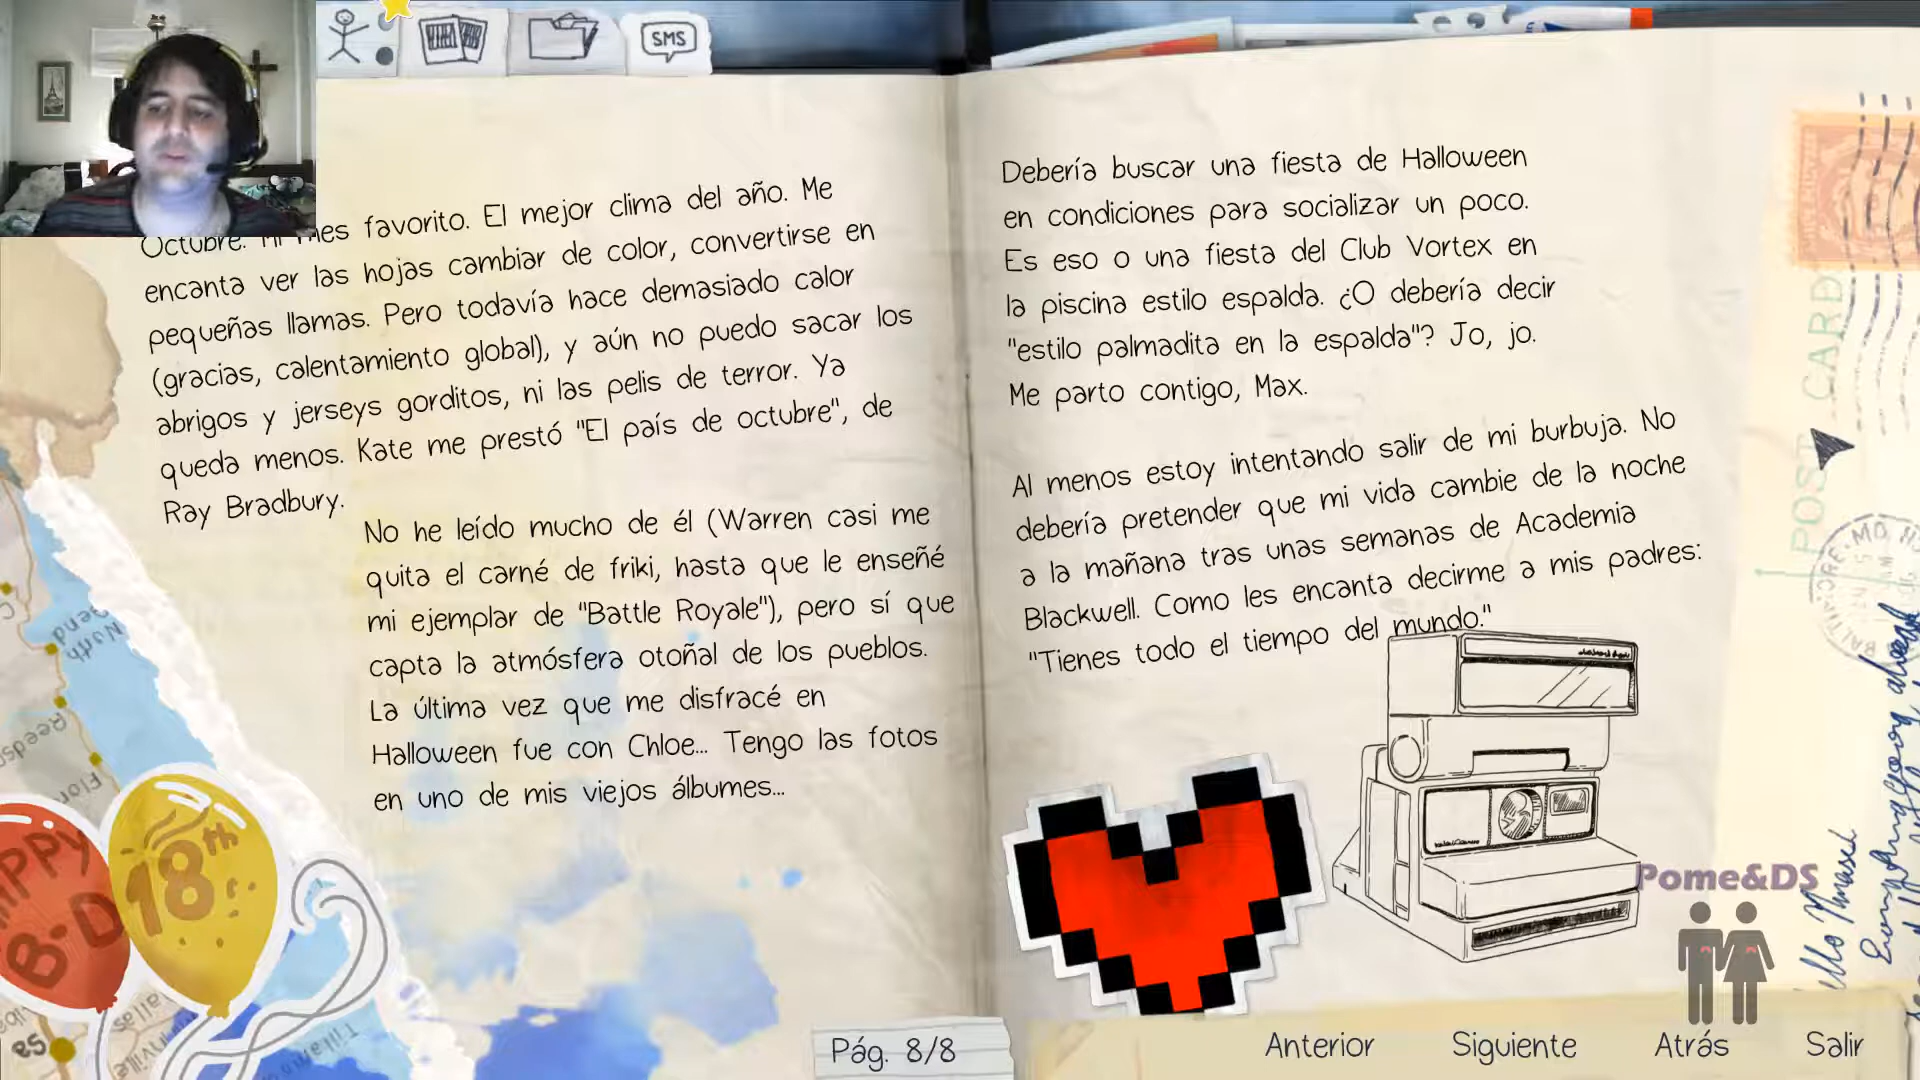 SMS
Octubre. Mi mes favorito. El mejor clima del año. Me
encanta ver las hojas cambiar de color, convertirse en
pequeñas llamas. Pero todavía hace demasiado calor
(gracias, calentamiento global), y aún no puedo sacar los
abrigos y jerseys gorditos, ni las pelis de terror. Ya
queda menos. Kate me prestó "El país de octubre", de
Ray Bradbury.
No he leído mucho de él (Warren casi me
quita el carné de friki, hasta que le enseñé
mi ejemplar de "Battle Royale"), pero sí que
capta la atmósfera otoñal de los pueblos.
La última vez que me disfracé en
Halloween fue con Chloe... Tengo las fotos
en uno de mis viejos álbumes...
Debería buscar una fiesta de Halloween
en condiciones para socializar un poco.
Es eso o una fiesta del Club Vortex en
la piscina estilo espalda. ¿O debería decir
"estilo palmadita en la espalda"? Jo, jo.
Me parto contigo, Max.
Al menos estoy intentando salir de mi burbuja. No
debería pretender que mi vida cambie de la noche
a la mañana tras unas semanas de Academia
Blackwell. Como les encanta decirme a mis padres:
"Tienes todo el tiempo del mundo."
POST CARD
North
Bend
HAPPY
B-D
18th
Pome&DS
Pág. 8/8
Anterior
Siguiente
Atrás
Salir